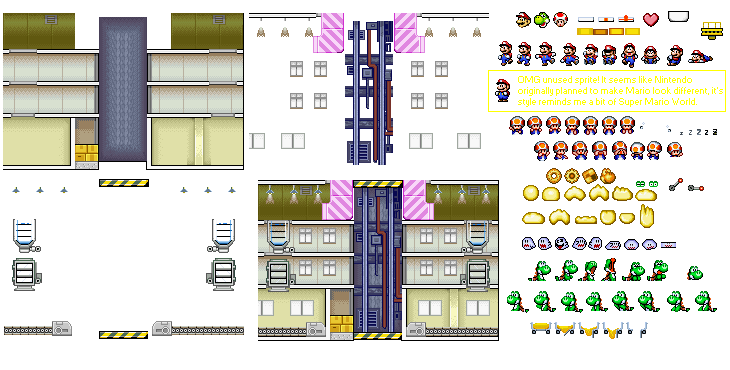 OMG unused sprite! It seems like Nintendo
originally planned to make Mario look different, it's
style reminds me a bit of Super Mario World.
z z Z Z Z